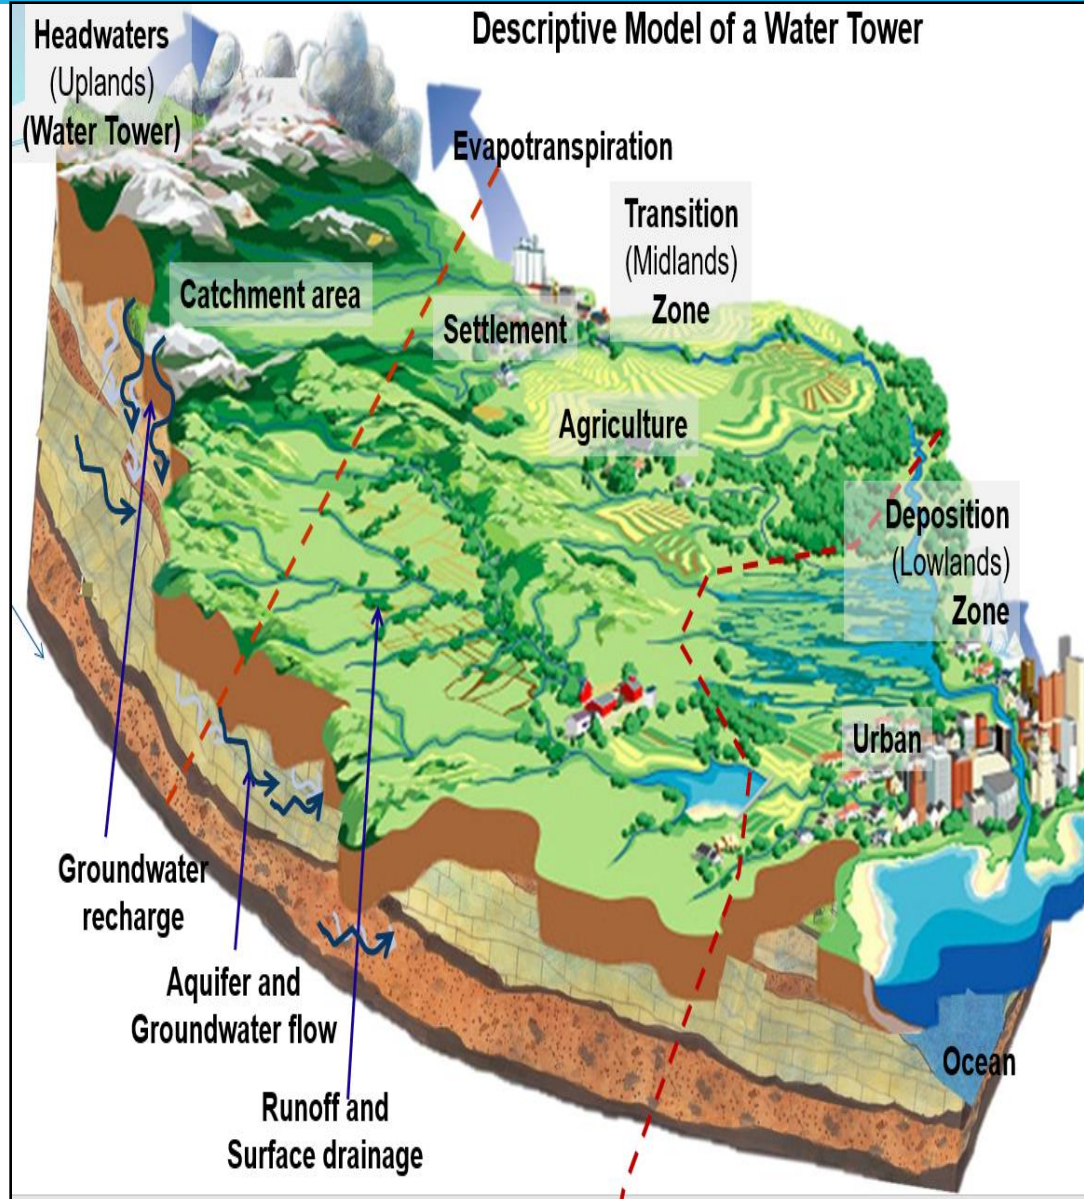 Descriptive Model of a Water Tower
Headwaters
(Uplands)
(Water Tower)
Evapotranspiration
Transition
(Midlands)
Zone
Catchment area
Settlement
Agriculture
Deposition
(Lowlands)
Zone
Urban
Groundwater
recharge
Aquifer and
Groundwater flow
Ocean
Runoff and
Surface drainage